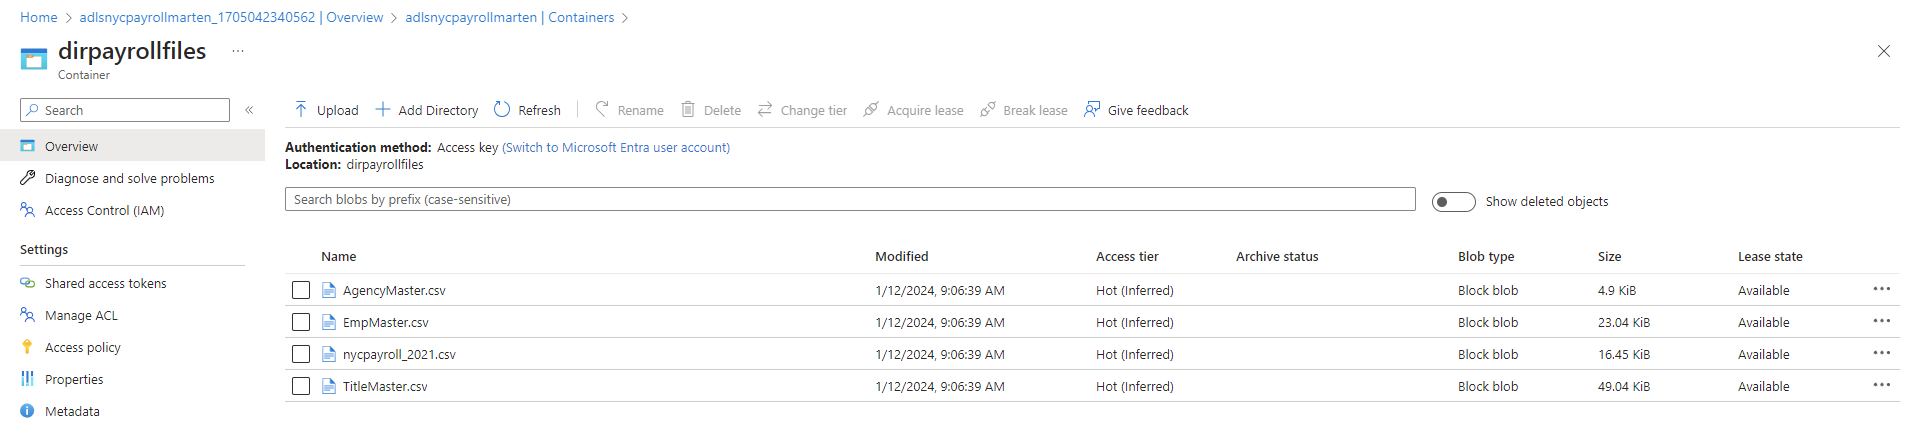 Home > adlsnycpayrollmarten_1705042340562 | Overview > adlsnycpayrollmarten | Containers >
dirpayrollfiles ...
Container
Search «
Overview
Diagnose and solve problems
Access Control (IAM)
Settings
Shared access tokens
Manage ACL
Access policy
Properties
Metadata
Upload Add Directory Refresh Rename Delete Change tier Acquire lease Break lease Give feedback
Authentication method: Access key (Switch to Microsoft Entra user account)
Location: dirpayrollfiles
Search blobs by prefix (case-sensitive)
Show deleted objects
Name Modified Access tier Archive status Blob type Size Lease state
AgencyMaster.csv 1/12/2024, 9:06:39 AM Hot (Inferred) Block blob 4.9 KiB Available ...
EmpMaster.csv 1/12/2024, 9:06:39 AM Hot (Inferred) Block blob 23.04 KiB Available ...
nycpayroll_2021.csv 1/12/2024, 9:06:39 AM Hot (Inferred) Block blob 16.45 KiB Available ...
TitleMaster.csv 1/12/2024, 9:06:39 AM Hot (Inferred) Block blob 49.04 KiB Available ...